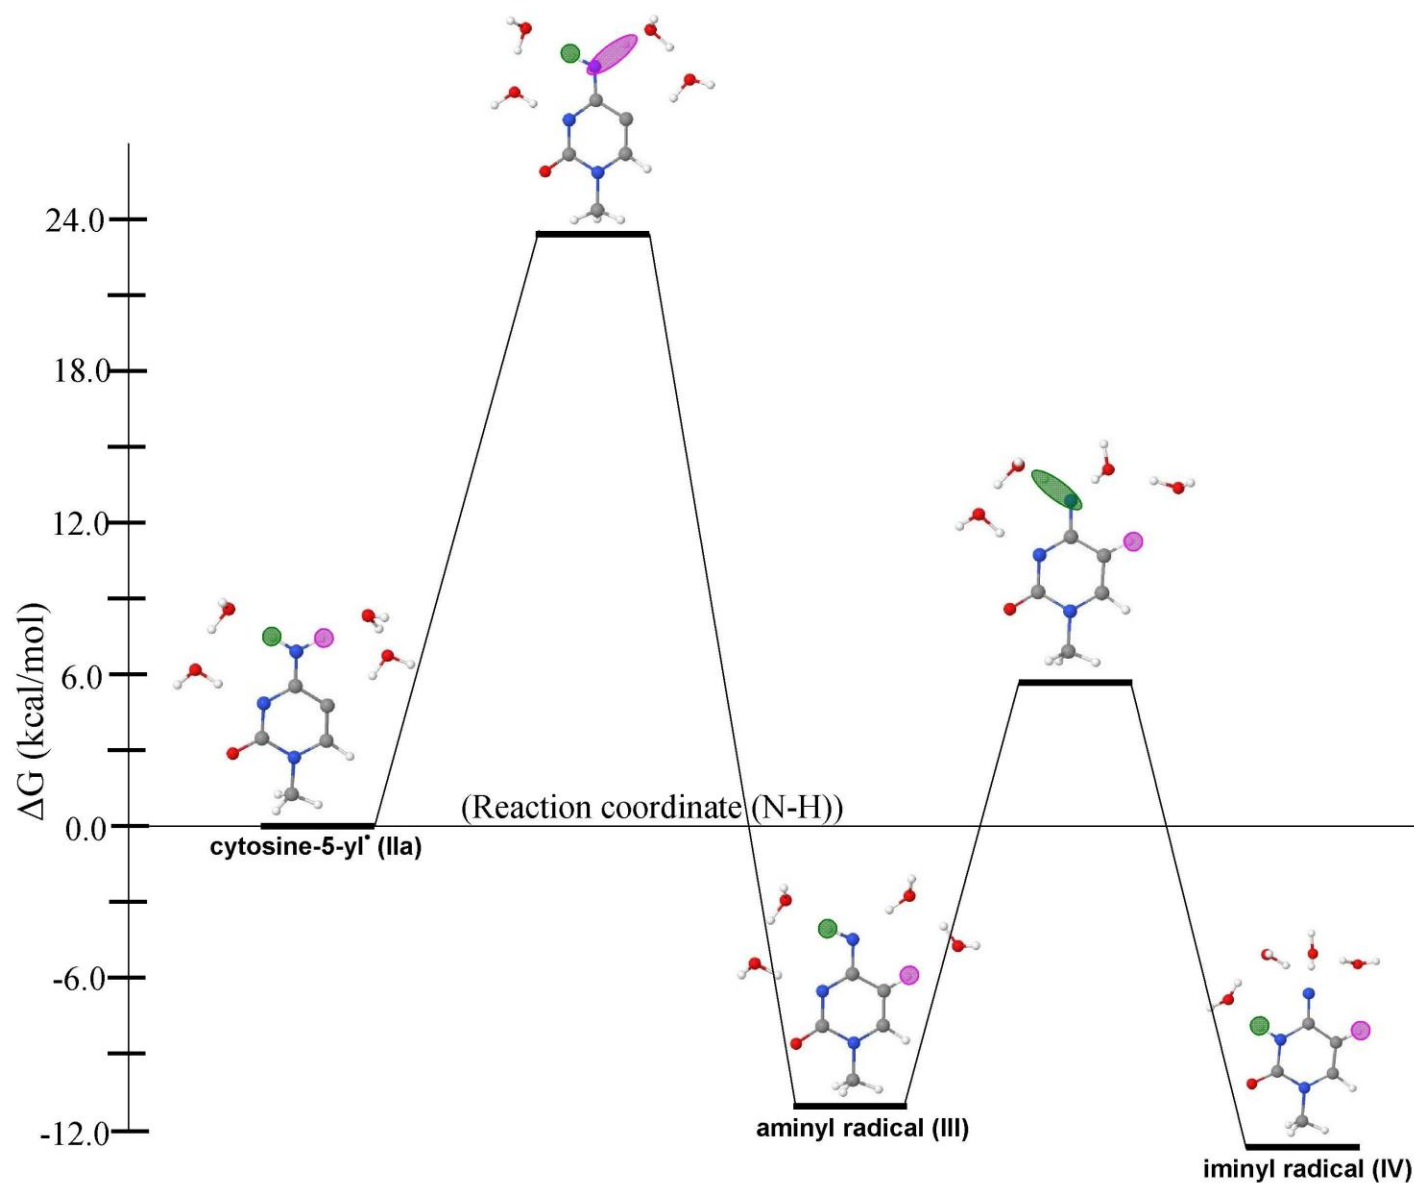 24.0
18.0
12.0
6.0
0.0
-6.0
-12.0
ΔG (kcal/mol)
(Reaction coordinate (N-H))
cytosine-5-yl• (IIa)
aminyl radical (III)
iminyl radical (IV)